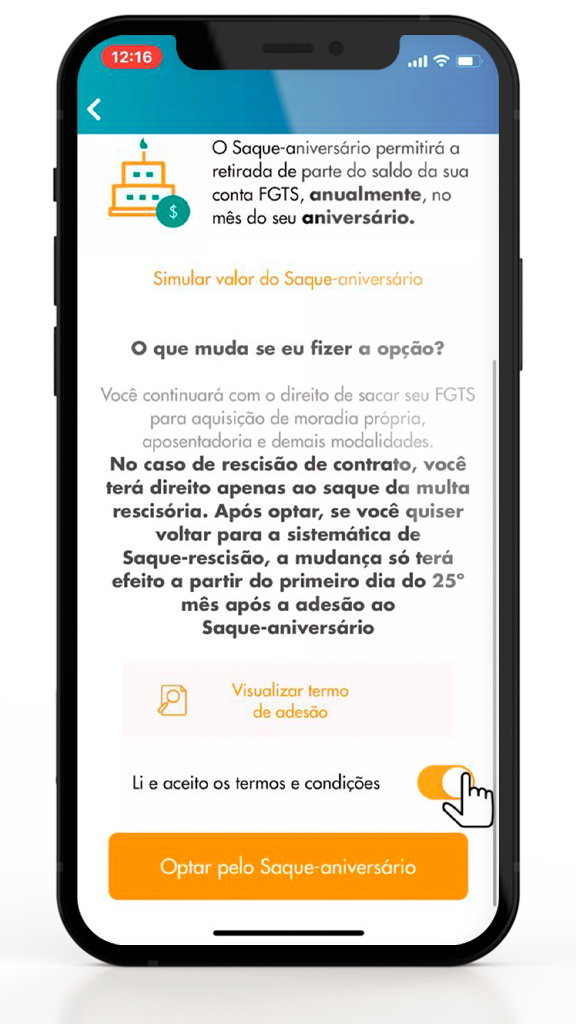 12:16
O Saque-aniversário permitirá a
retirada de parte do saldo da sua
conta FGTS, anualmente, no
mês do seu aniversário.
$
Simular valor do Saque-aniversário
O que muda se eu fizer a opção?
Você continuará com o direito de sacar seu FGTS
para aquisição de moradia própria,
aposentadoria e demais modalidades.
No caso de rescisão de contrato, você
terá direito apenas ao saque da multa
rescisória. Após optar, se você quiser
voltar para a sistemática de
Saque-rescisão, a mudança só terá
efeito a partir do primeiro dia do 25º
mês após a adesão ao
Saque-aniversário
Visualizar termo
de adesão
Li e aceito os termos e condições
Optar pelo Saque-aniversário